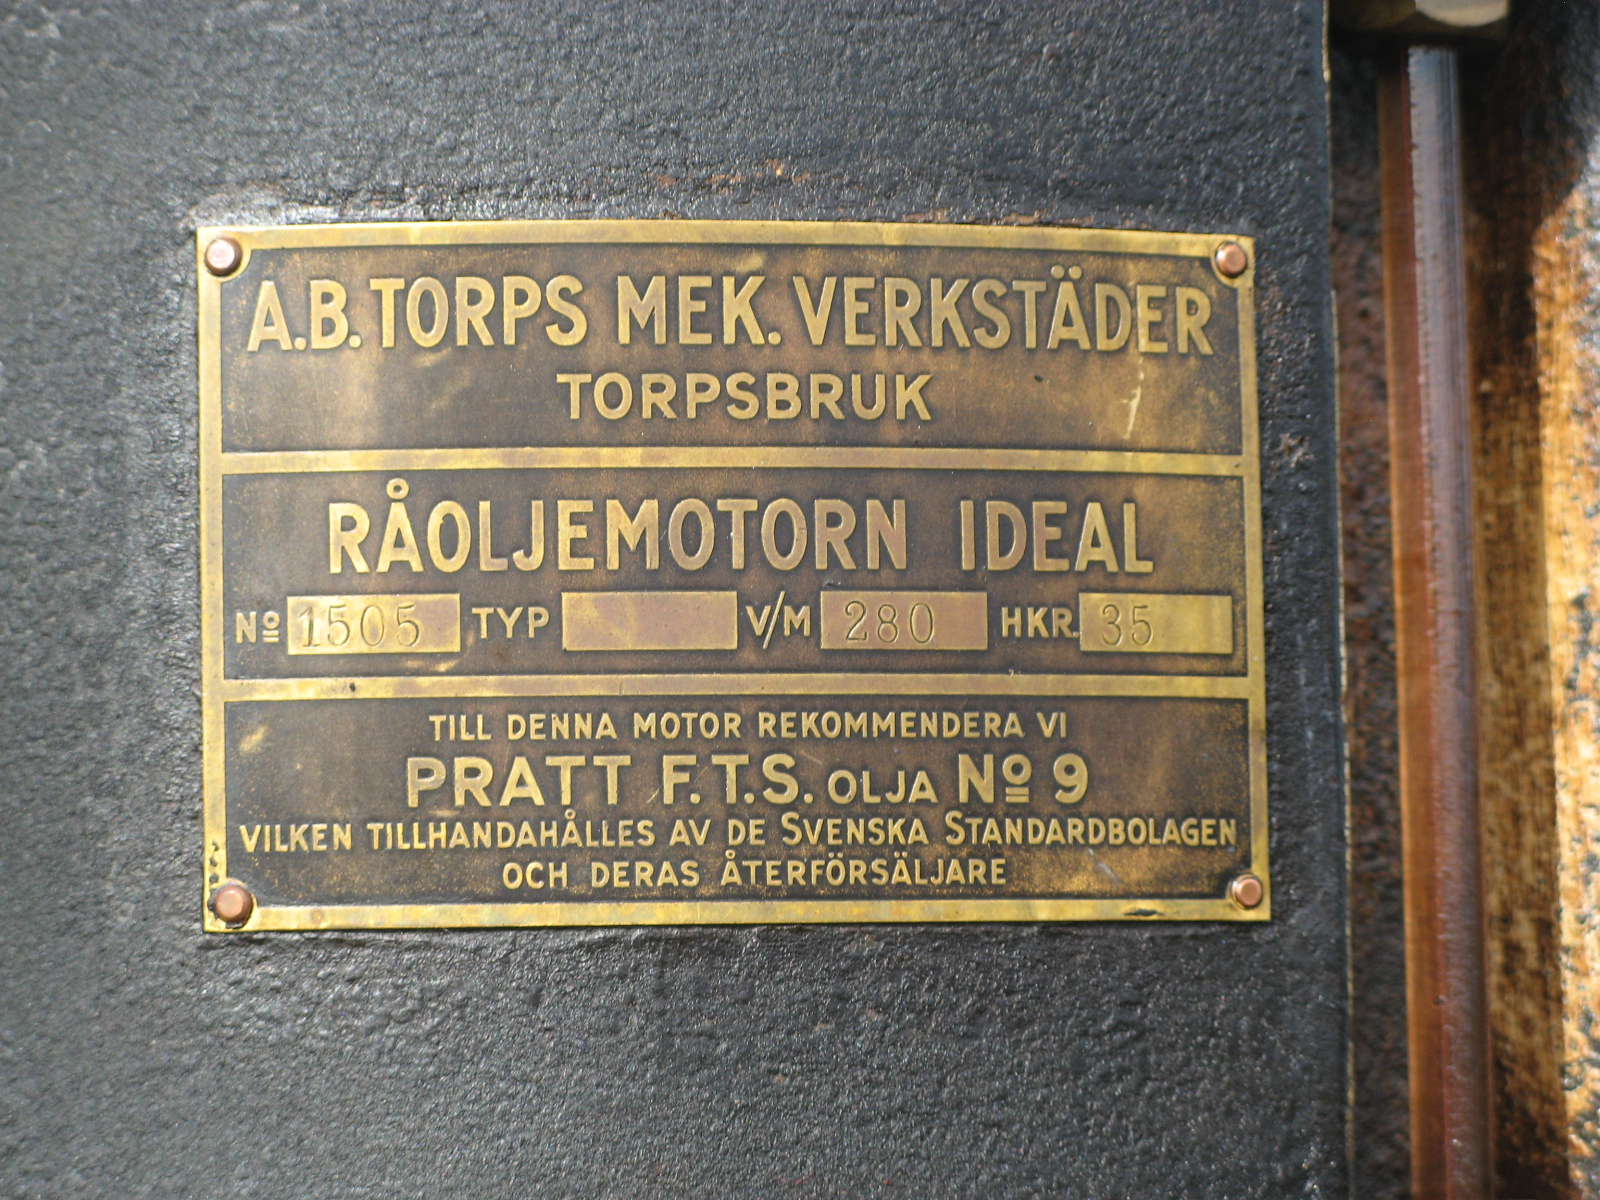 A.B. TORPS MEK. VERKSTÄDER
TORPSBRUK
RÅOLJEMOTORN IDEAL
Nº 1505 TYP V/M 280 HKR. 35
TILL DENNA MOTOR REKOMMENDERA VI
PRATT F.T.S. OLJA Nº 9
VILKEN TILLHANDAHÅLLES AV DE SVENSKA STANDARDBOLAGEN
OCH DERAS ÅTERFÖRSÄLJARE